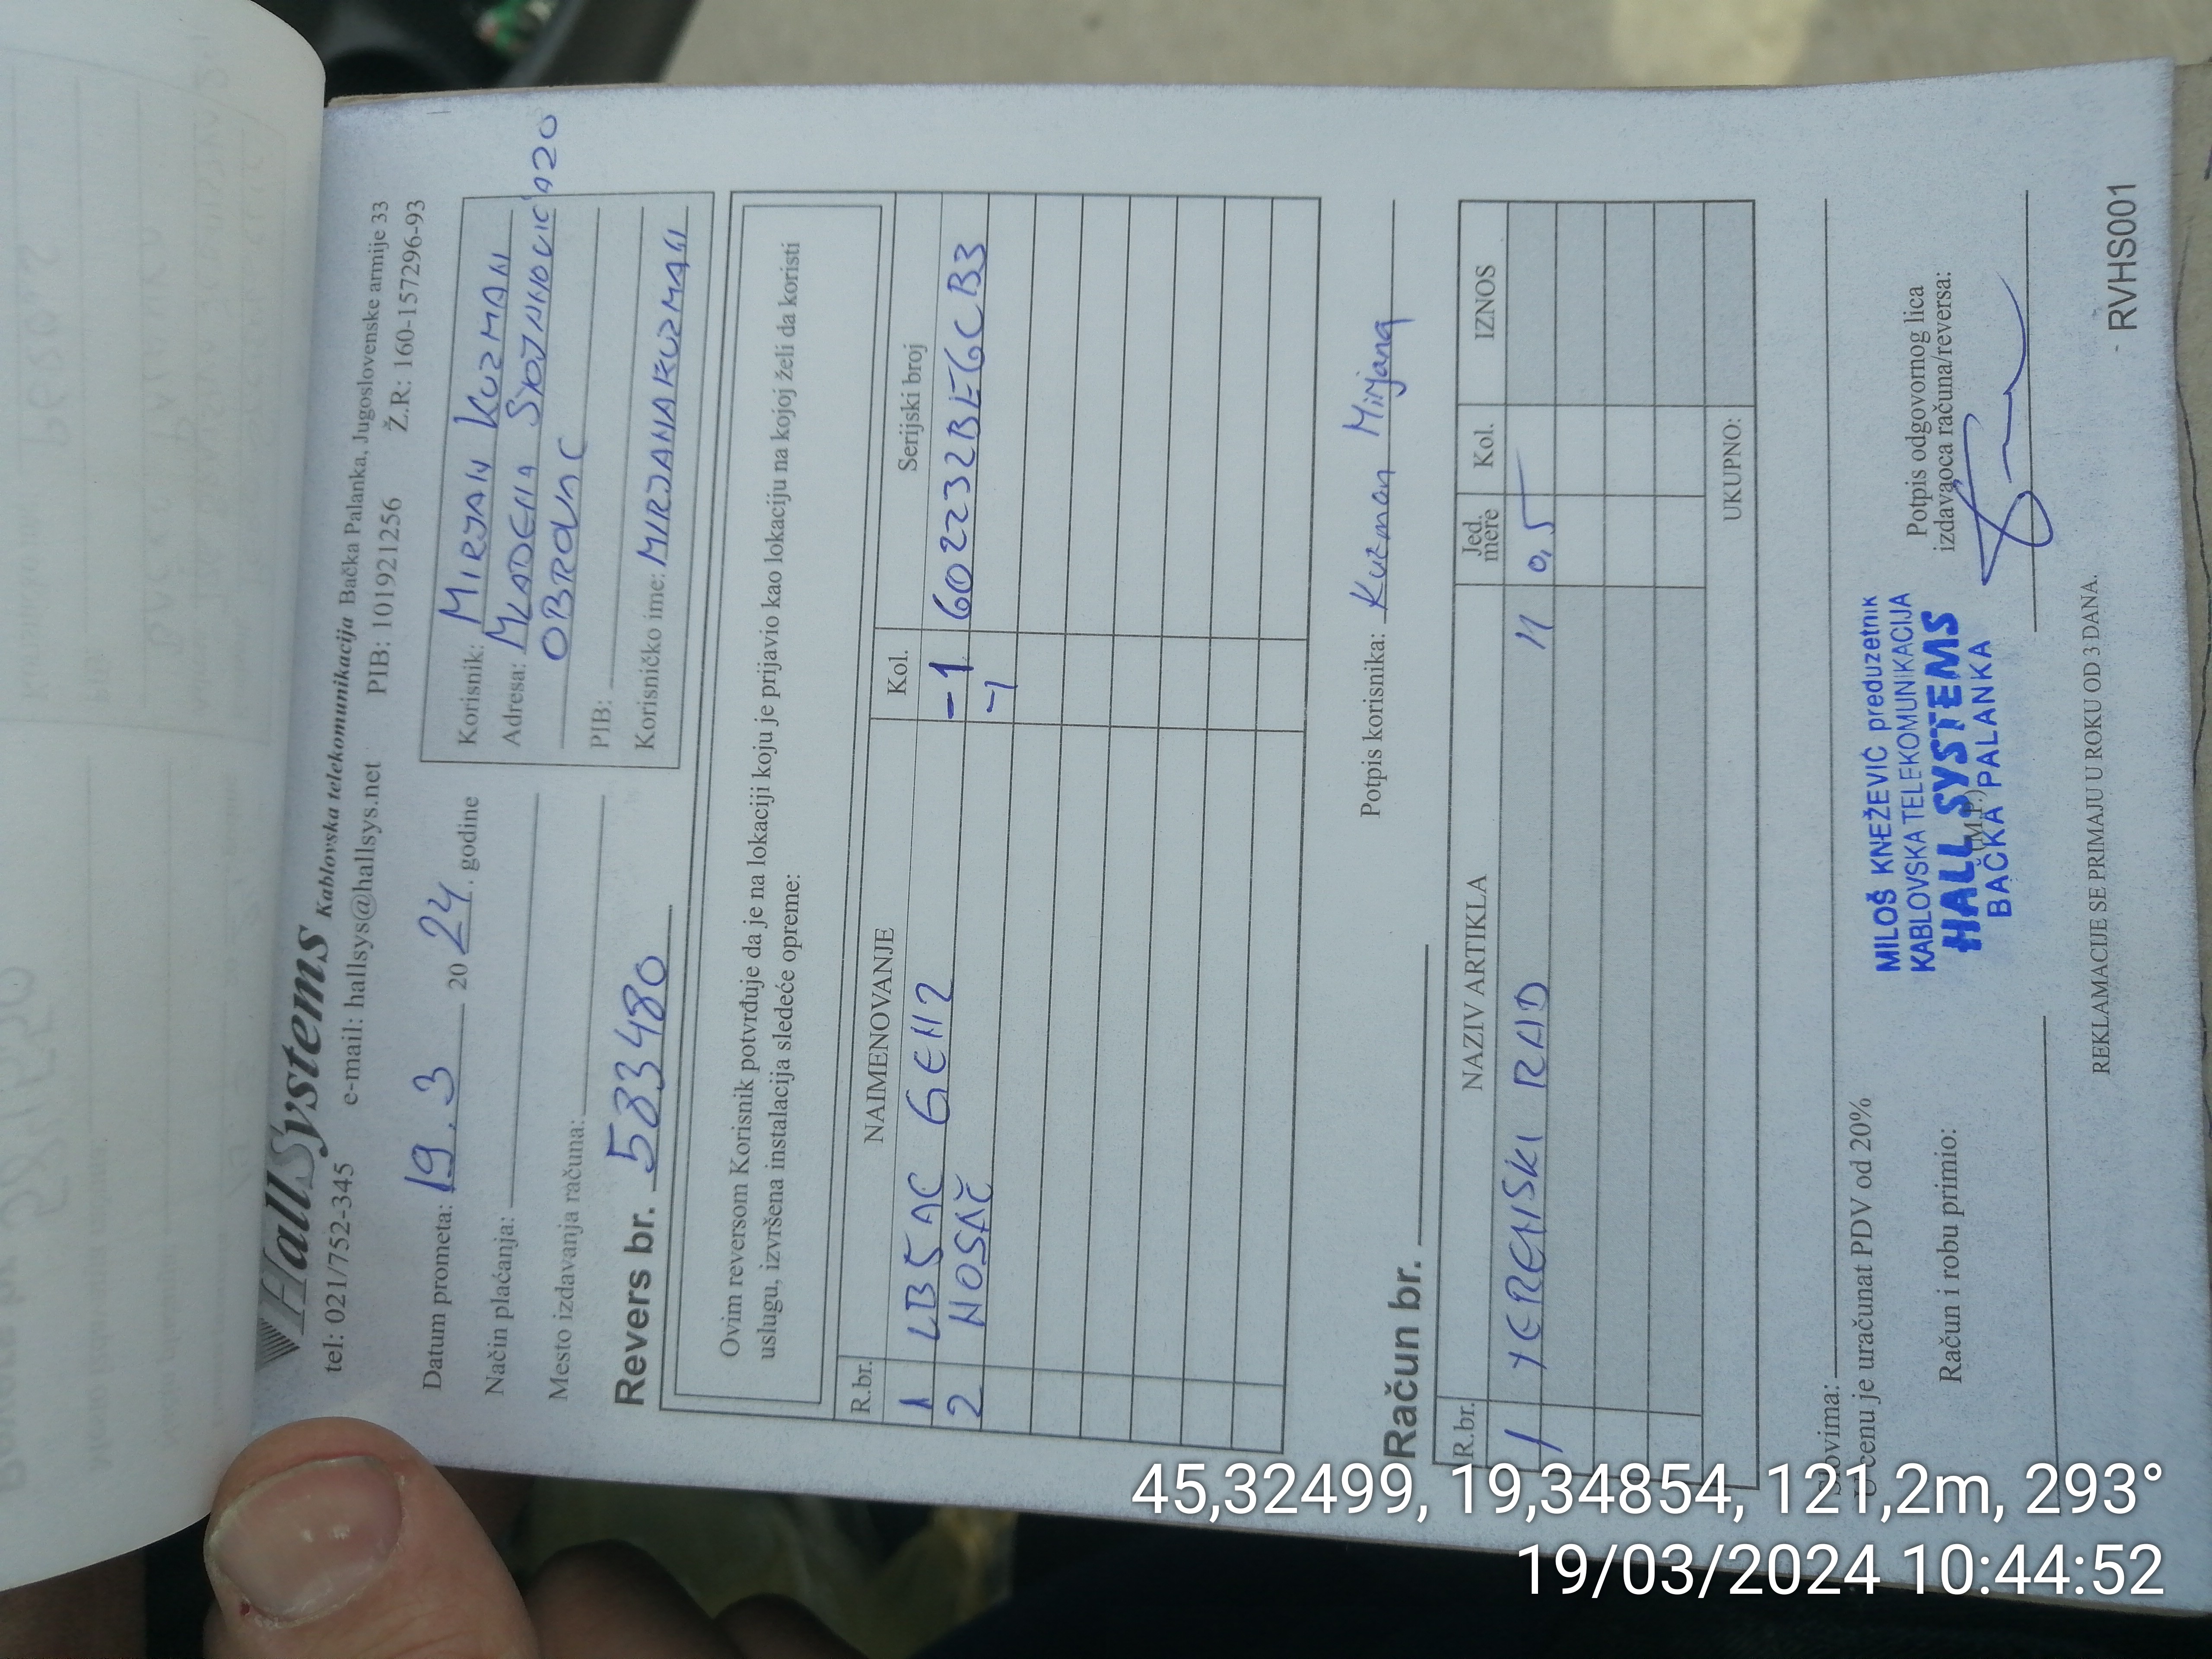 HallSystems Kablovska telekomunikacija Bačka Palanka, Jugoslovenske armije 33
tel: 021/752-345 e-mail: hallsys@hallsys.net PIB: 101921256 Ž.R: 160-157296-93
Datum prometa: 19. 3 2024. godine
Način plaćanja:
Mesto izdavanja računa:
Revers br. 583480
Korisnik: MIRJAN KUZMAN
Adresa: MLADENA STOJANOVIĆA 20
OBROVAC
PIB:
Korisničko ime: MIRJANAKUZMAN
Ovim reversom Korisnik potvrđuje da je na lokaciji koju je prijavio kao lokaciju na kojoj želi da koristi
uslugu, izvršena instalacija sledeće opreme:
R.br. NAIMENOVANJE Kol. Serijski broj
1 LB5AC GEN2 -1 602232BE6CB3
2 NOSAČ -1
Potpis korisnika: Kuzman Mirjana
Račun br.
R.br. NAZIV ARTIKLA Jed. mere Kol. IZNOS
1 TERENSKI RAD H 0,5
UKUPNO:
Slovima:
U cenu je uračunat PDV od 20%
Račun i robu primio:
MILOŠ KNEŽEVIĆ preduzetnik
KABLOVSKA TELEKOMUNIKACIJA
HALL SYSTEMS
BAČKA PALANKA
(M.P.)
Potpis odgovornog lica
izdavaoca računa/reversa:
REKLAMACIJE SE PRIMAJU U ROKU OD 3 DANA.
RVHS001
45,32499, 19,34854, 121,2m, 293°
19/03/2024 10:44:52